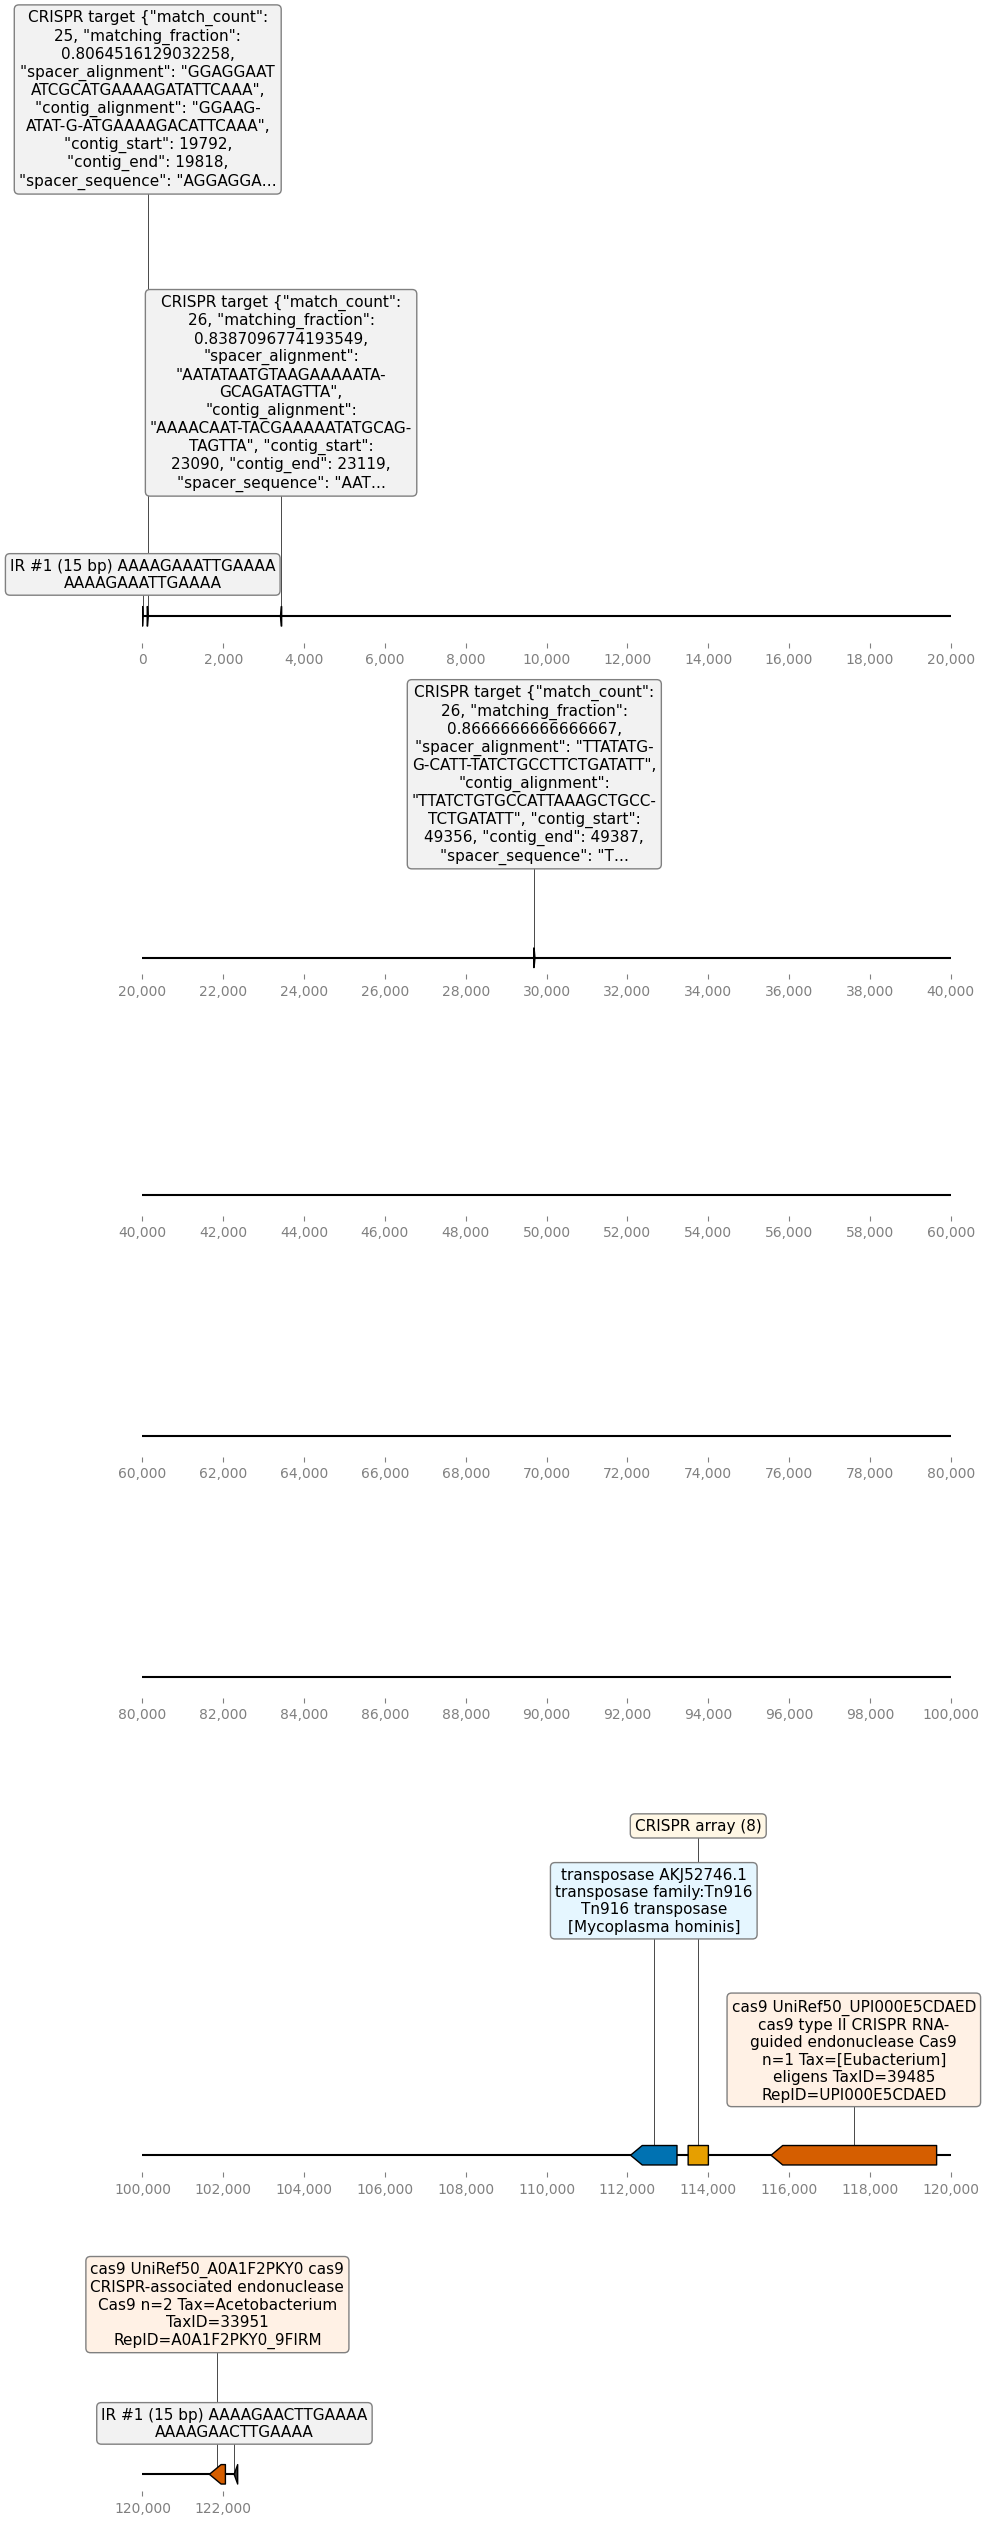 CRISPR target {"match_count":
25, "matching_fraction":
0.8064516129032258,
"spacer_alignment": "GGAGGAAT
ATCGCATGAAAAGATATTCAAA",
"contig_alignment": "GGAAG-
ATAT-G-ATGAAAAGACATTCAAA",
"contig_start": 19792,
"contig_end": 19818,
"spacer_sequence": "AGGAGGA...
CRISPR target {"match_count":
26, "matching_fraction":
0.8387096774193549,
"spacer_alignment":
"AATATAATGTAAGAAAAATA-
GCAGATAGTTA",
"contig_alignment":
"AAAACAAT-TACGAAAAATATGCAG-
TAGTTA", "contig_start":
23090, "contig_end": 23119,
"spacer_sequence": "AAT...
IR #1 (15 bp) AAAAGAAATTGAAAA
AAAAGAAATTGAAAA
0 2,000 4,000 6,000 8,000 10,000 12,000 14,000 16,000 18,000 20,000
CRISPR target {"match_count":
26, "matching_fraction":
0.8666666666666667,
"spacer_alignment": "TTATATG-
G-CATT-TATCTGCCTTCTGATATT",
"contig_alignment":
"TTATCTGTGCCATTAAAGCTGCC-
TCTGATATT", "contig_start":
49356, "contig_end": 49387,
"spacer_sequence": "T...
20,000 22,000 24,000 26,000 28,000 30,000 32,000 34,000 36,000 38,000 40,000
40,000 42,000 44,000 46,000 48,000 50,000 52,000 54,000 56,000 58,000 60,000
60,000 62,000 64,000 66,000 68,000 70,000 72,000 74,000 76,000 78,000 80,000
80,000 82,000 84,000 86,000 88,000 90,000 92,000 94,000 96,000 98,000 100,000
CRISPR array (8)
transposase AKJ52746.1
transposase family:Tn916
Tn916 transposase
[Mycoplasma hominis]
cas9 UniRef50_UPI000E5CDAED
cas9 type II CRISPR RNA-
guided endonuclease Cas9
n=1 Tax=[Eubacterium]
eligens TaxID=39485
RepID=UPI000E5CDAED
100,000 102,000 104,000 106,000 108,000 110,000 112,000 114,000 116,000 118,000 120,000
cas9 UniRef50_A0A1F2PKY0 cas9
CRISPR-associated endonuclease
Cas9 n=2 Tax=Acetobacterium
TaxID=33951
RepID=A0A1F2PKY0_9FIRM
IR #1 (15 bp) AAAAGAACTTGAAAA
AAAAGAACTTGAAAA
120,000 122,000